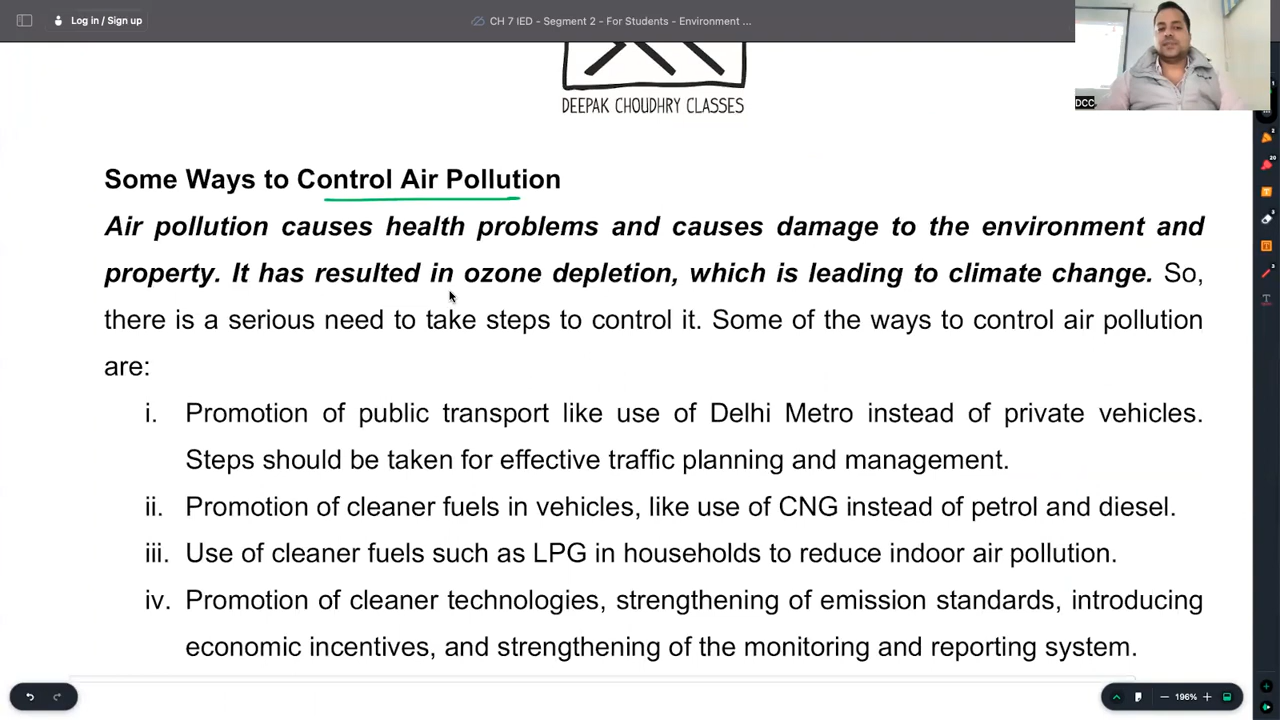 Log in / Sign up
CH 7 IED - Segment 2 - For Students - Environment ...
DEEPAK CHOUDHRY CLASSES
DCC
Some Ways to Control Air Pollution
Air pollution causes health problems and causes damage to the environment and
property. It has resulted in ozone depletion, which is leading to climate change. So,
there is a serious need to take steps to control it. Some of the ways to control air pollution
are:
i. Promotion of public transport like use of Delhi Metro instead of private vehicles.
Steps should be taken for effective traffic planning and management.
ii. Promotion of cleaner fuels in vehicles, like use of CNG instead of petrol and diesel.
iii. Use of cleaner fuels such as LPG in households to reduce indoor air pollution.
iv. Promotion of cleaner technologies, strengthening of emission standards, introducing
economic incentives, and strengthening of the monitoring and reporting system.
196%